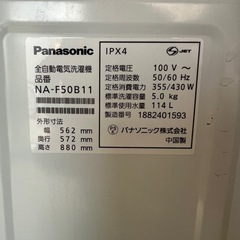 Panasonic
全自動電気洗濯機
品番
NA-F50B11
外形寸法
幅 562 mm
奥行 572 mm
高さ 880 mm
IPX4
JET
定格電圧 100 V～
定格周波数 50/60 Hz
定格消費電力 355/430 W
標準洗濯容量 5.0 kg
標準使用水量 114 L
製造番号 1882401593
パナソニック株式会社
中国製